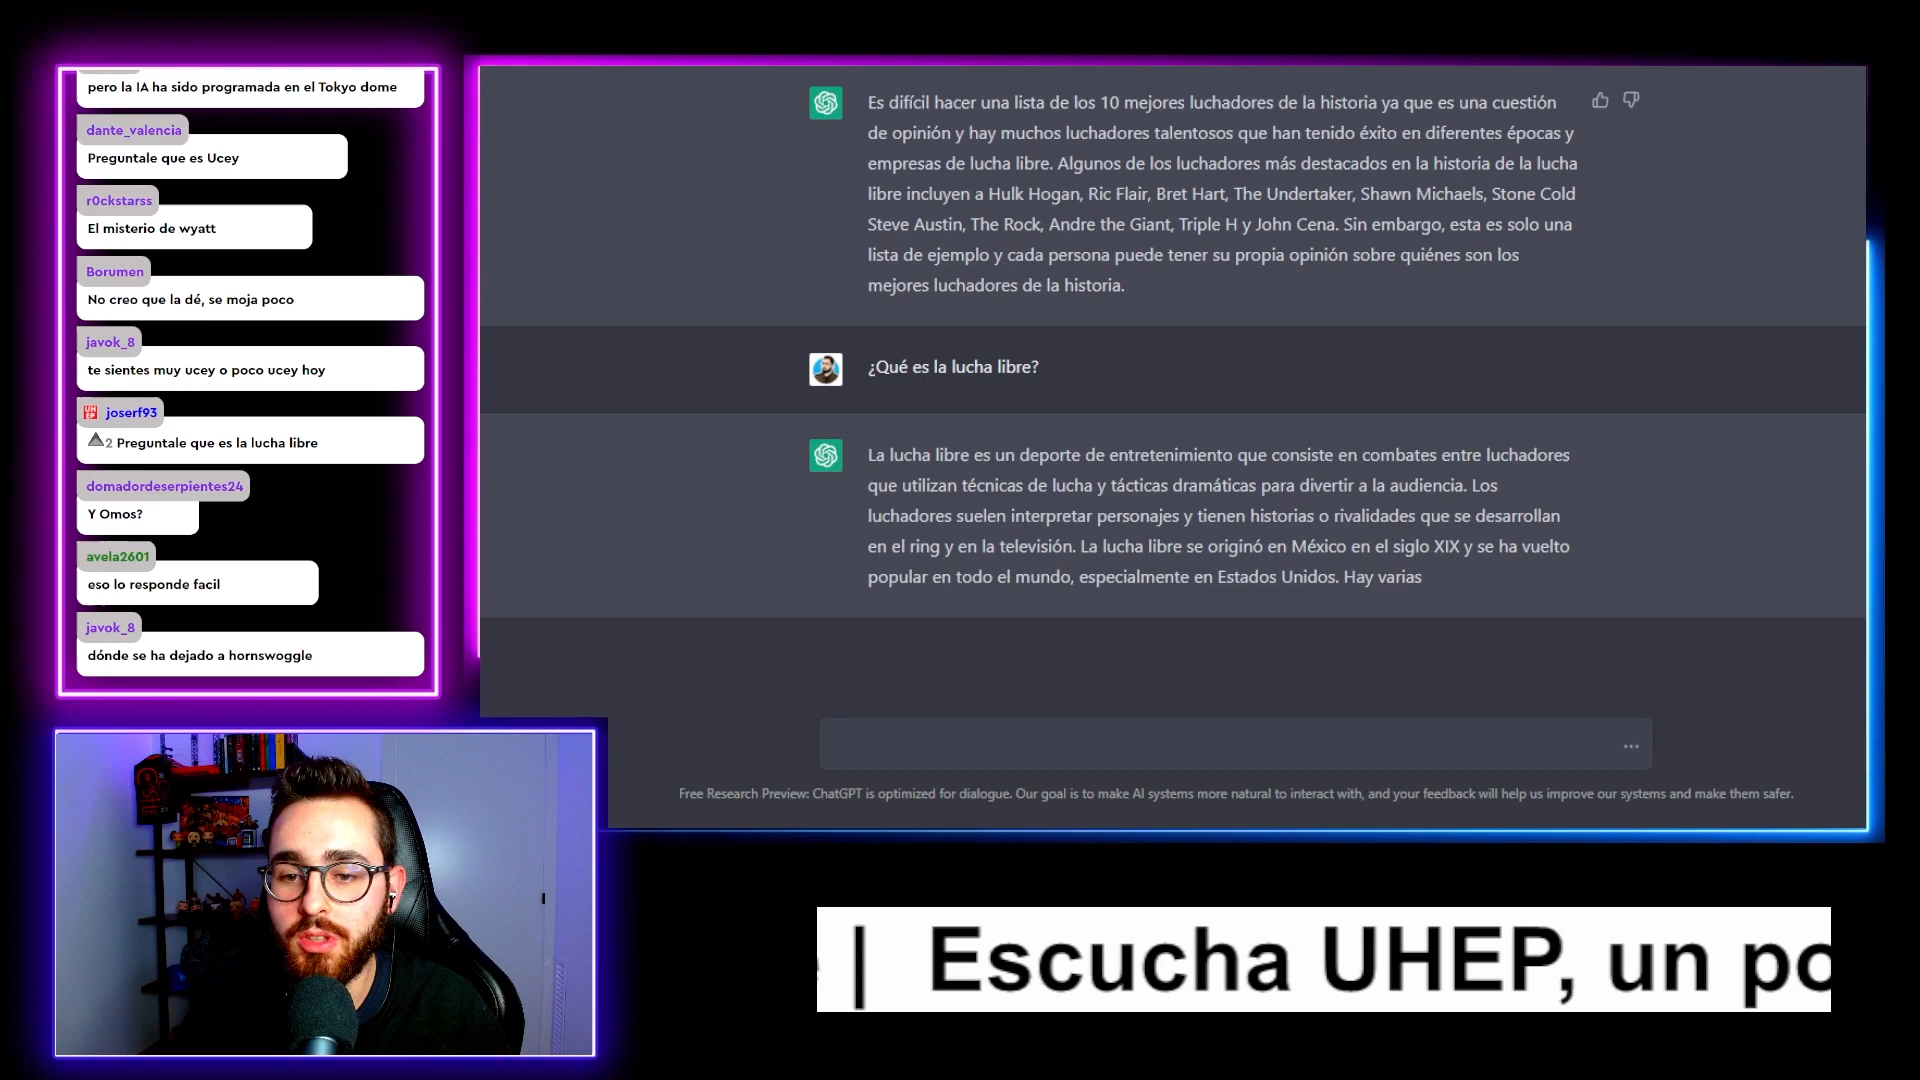 pero la IA ha sido programada en el Tokyo dome
dante_valencia
Preguntale que es Ucey
r0ckstarss
El misterio de wyatt
Borumen
No creo que la dé, se moja poco
javok_8
te sientes muy ucey o poco ucey hoy
UHEP joserf93
2 Preguntale que es la lucha libre
domadordeserpientes24
Y Omos?
avela2601
eso lo responde facil
javok_8
dónde se ha dejado a hornswoggle
Es difícil hacer una lista de los 10 mejores luchadores de la historia ya que es una cuestión
de opinión y hay muchos luchadores talentosos que han tenido éxito en diferentes épocas y
empresas de lucha libre. Algunos de los luchadores más destacados en la historia de la lucha
libre incluyen a Hulk Hogan, Ric Flair, Bret Hart, The Undertaker, Shawn Michaels, Stone Cold
Steve Austin, The Rock, Andre the Giant, Triple H y John Cena. Sin embargo, esta es solo una
lista de ejemplo y cada persona puede tener su propia opinión sobre quiénes son los
mejores luchadores de la historia.
¿Qué es la lucha libre?
La lucha libre es un deporte de entretenimiento que consiste en combates entre luchadores
que utilizan técnicas de lucha y tácticas dramáticas para divertir a la audiencia. Los
luchadores suelen interpretar personajes y tienen historias o rivalidades que se desarrollan
en el ring y en la televisión. La lucha libre se originó en México en el siglo XIX y se ha vuelto
popular en todo el mundo, especialmente en Estados Unidos. Hay varias
...
Free Research Preview: ChatGPT is optimized for dialogue. Our goal is to make AI systems more natural to interact with, and your feedback will help us improve our systems and make them safer.
| Escucha UHEP, un po